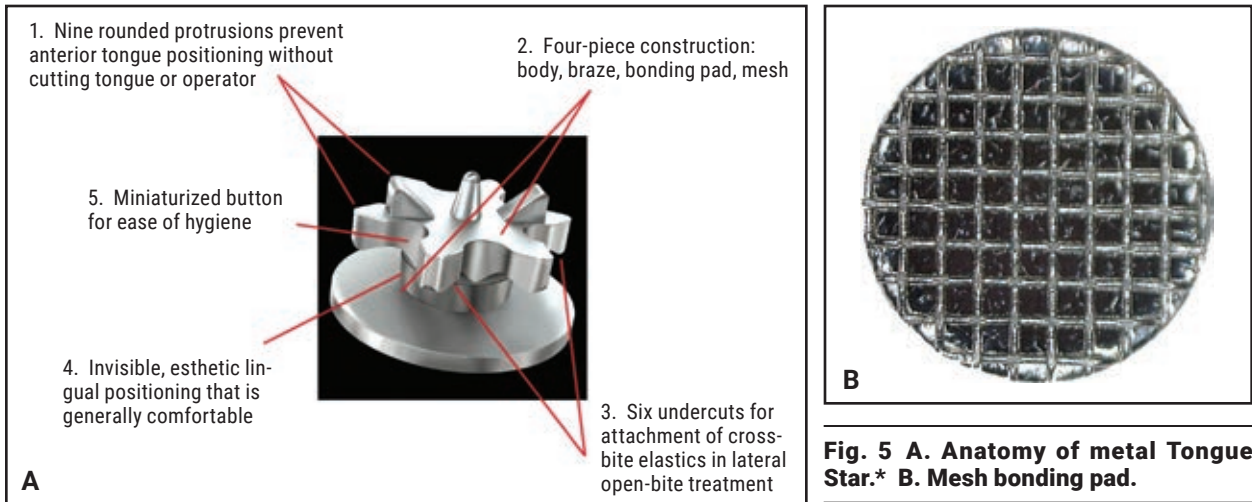 1. Nine rounded protrusions prevent
anterior tongue positioning without
cutting tongue or operator
2. Four-piece construction:
body, braze, bonding pad, mesh
5. Miniaturized button
for ease of hygiene
4. Invisible, esthetic lin-
gual positioning that is
generally comfortable
3. Six undercuts for
attachment of cross-
bite elastics in lateral
open-bite treatment
A
B
Fig. 5 A. Anatomy of metal Tongue
Star.* B. Mesh bonding pad.